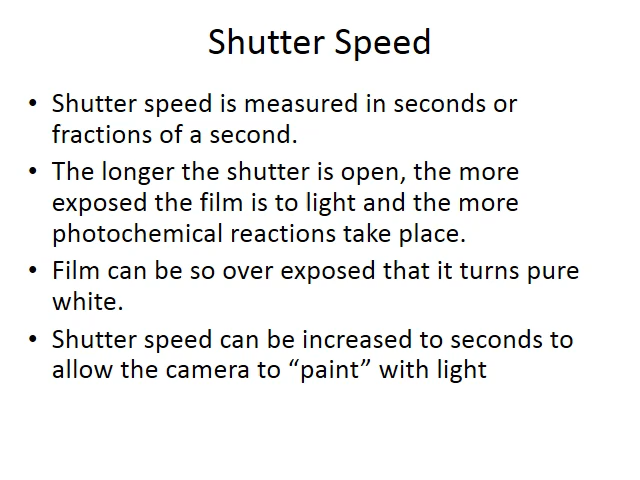 Shutter Speed
• Shutter speed is measured in seconds or
fractions of a second.
• The longer the shutter is open, the more
exposed the film is to light and the more
photochemical reactions take place.
• Film can be so over exposed that it turns pure
white.
• Shutter speed can be increased to seconds to
allow the camera to “paint” with light